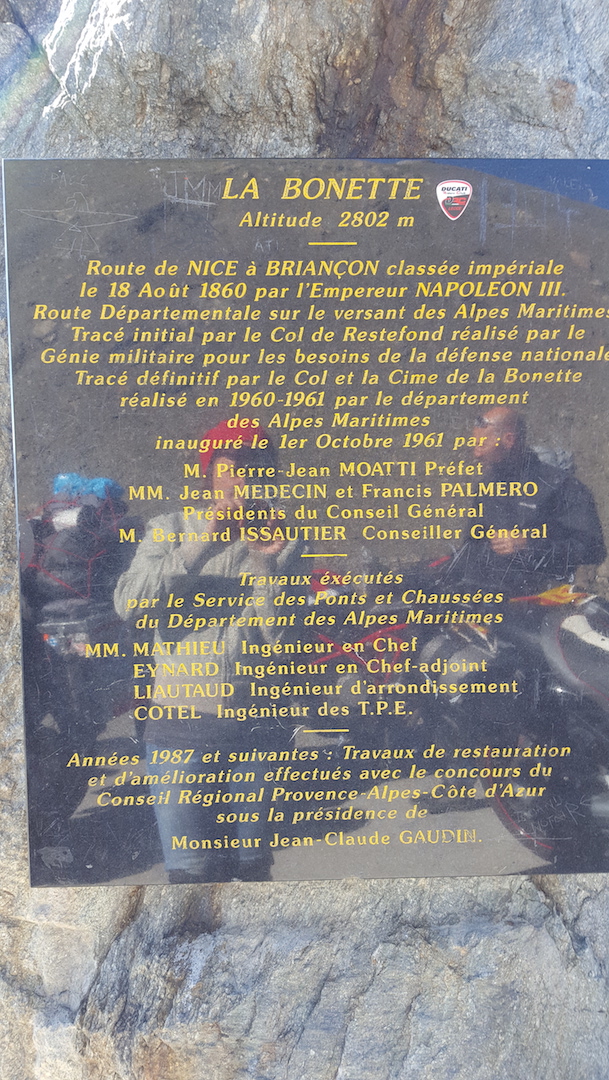 LA BONETTE
DUCATI
Altitude 2802 m
Route de NICE à BRIANÇON classée impériale
le 18 Août 1860 par l'Empereur NAPOLEON III.
Route Départementale sur le versant des Alpes Maritimes
Tracé initial par le Col de Restefond réalisé par le
Génie militaire pour les besoins de la défense nationale
Tracé définitif par le Col et la Cime de la Bonette
réalisé en 1960-1961 par le département
des Alpes Maritimes
inauguré le 1er Octobre 1961 par :
M. Pierre-Jean MOATTI Préfet
MM. Jean MEDECIN et Francis PALMERO
Présidents du Conseil Général
M. Bernard ISSAUTIER Conseiller Général
Travaux éxécutés
par le Service des Ponts et Chaussées
du Département des Alpes Maritimes
MM. MATHIEU Ingénieur en Chef
EYNARD Ingénieur en Chef-adjoint
LIAUTAUD Ingénieur d'arrondissement
COTEL Ingénieur des T.P.E.
Années 1987 et suivantes : Travaux de restauration
et d'amélioration effectués avec le concours du
Conseil Régional Provence-Alpes-Côte d'Azur
sous la présidence de
Monsieur Jean-Claude GAUDIN.